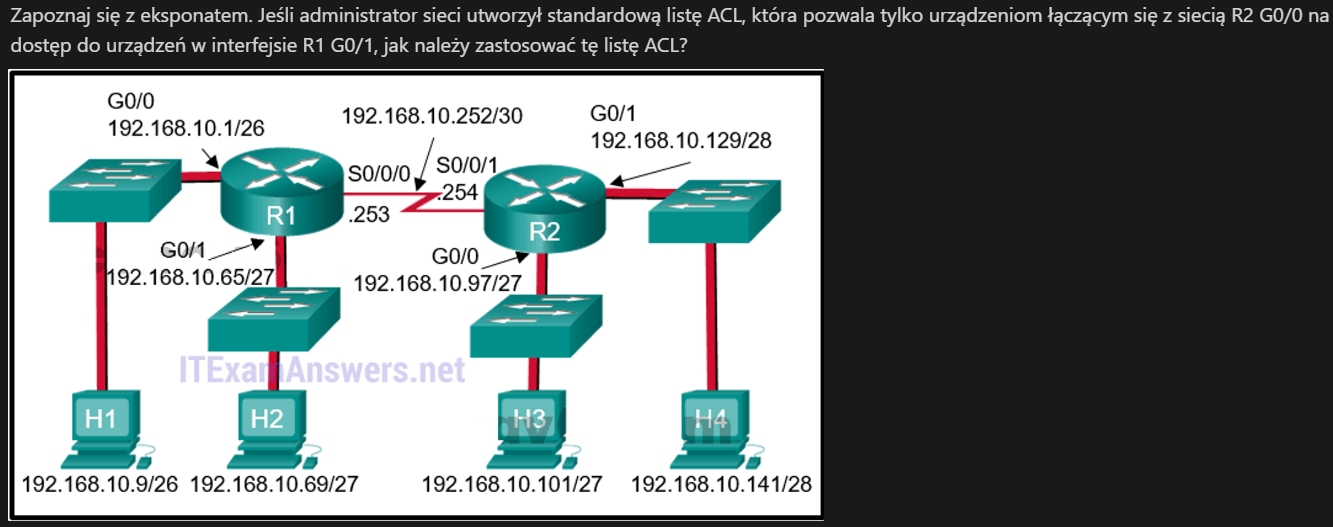 Zapoznaj się z eksponatem. Jeśli administrator sieci utworzył standardową listę ACL, która pozwala tylko urządzeniom łączącym się z siecią R2 G0/0 na
dostęp do urządzeń w interfejsie R1 G0/1, jak należy zastosować tę listę ACL?
G0/0
192.168.10.1/26
192.168.10.252/30
G0/1
192.168.10.129/28
S0/0/0
S0/0/1
.254
.253
R1
R2
G0/1
192.168.10.65/27
G0/0
192.168.10.97/27
ITExamAnswers.net
H1
H2
H3
H4
192.168.10.9/26
192.168.10.69/27
192.168.10.101/27
192.168.10.141/28